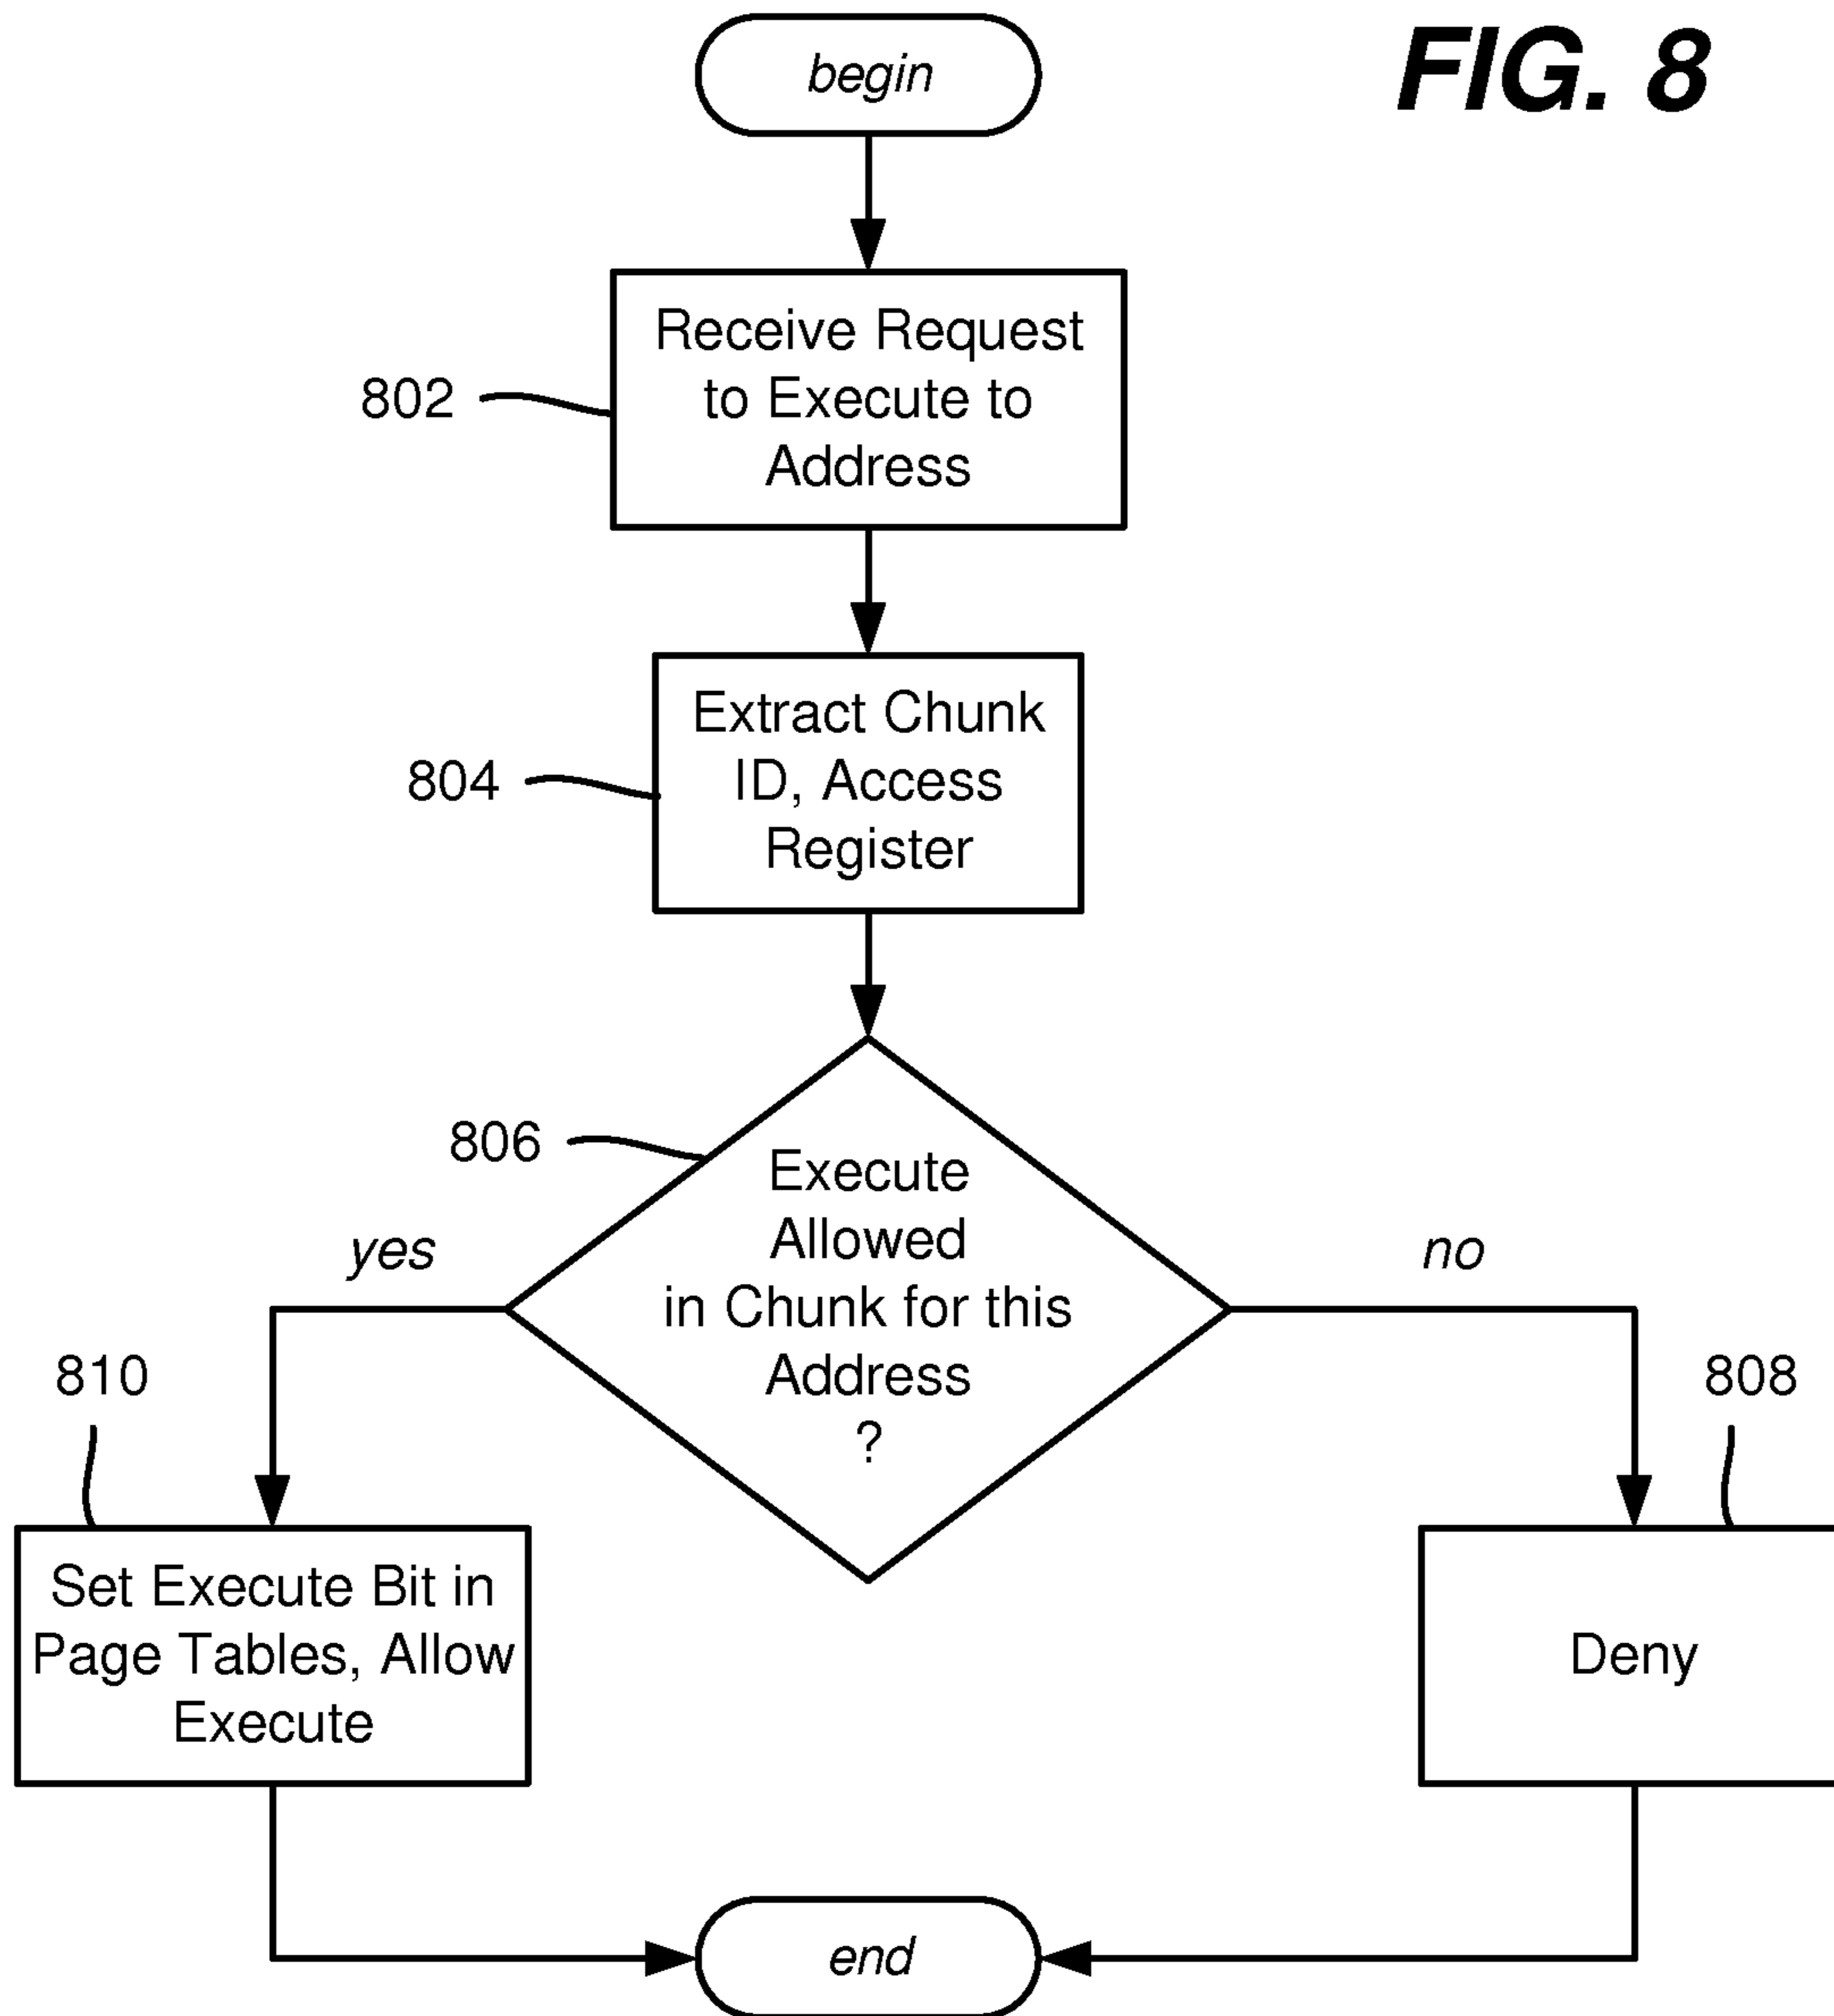 FIG. 8
begin
802
Receive Request
to Execute to
Address
804
Extract Chunk
ID, Access
Register
806
Execute
Allowed
in Chunk for this
Address
?
yes
no
810
808
Set Execute Bit in
Page Tables, Allow
Execute
Deny
end